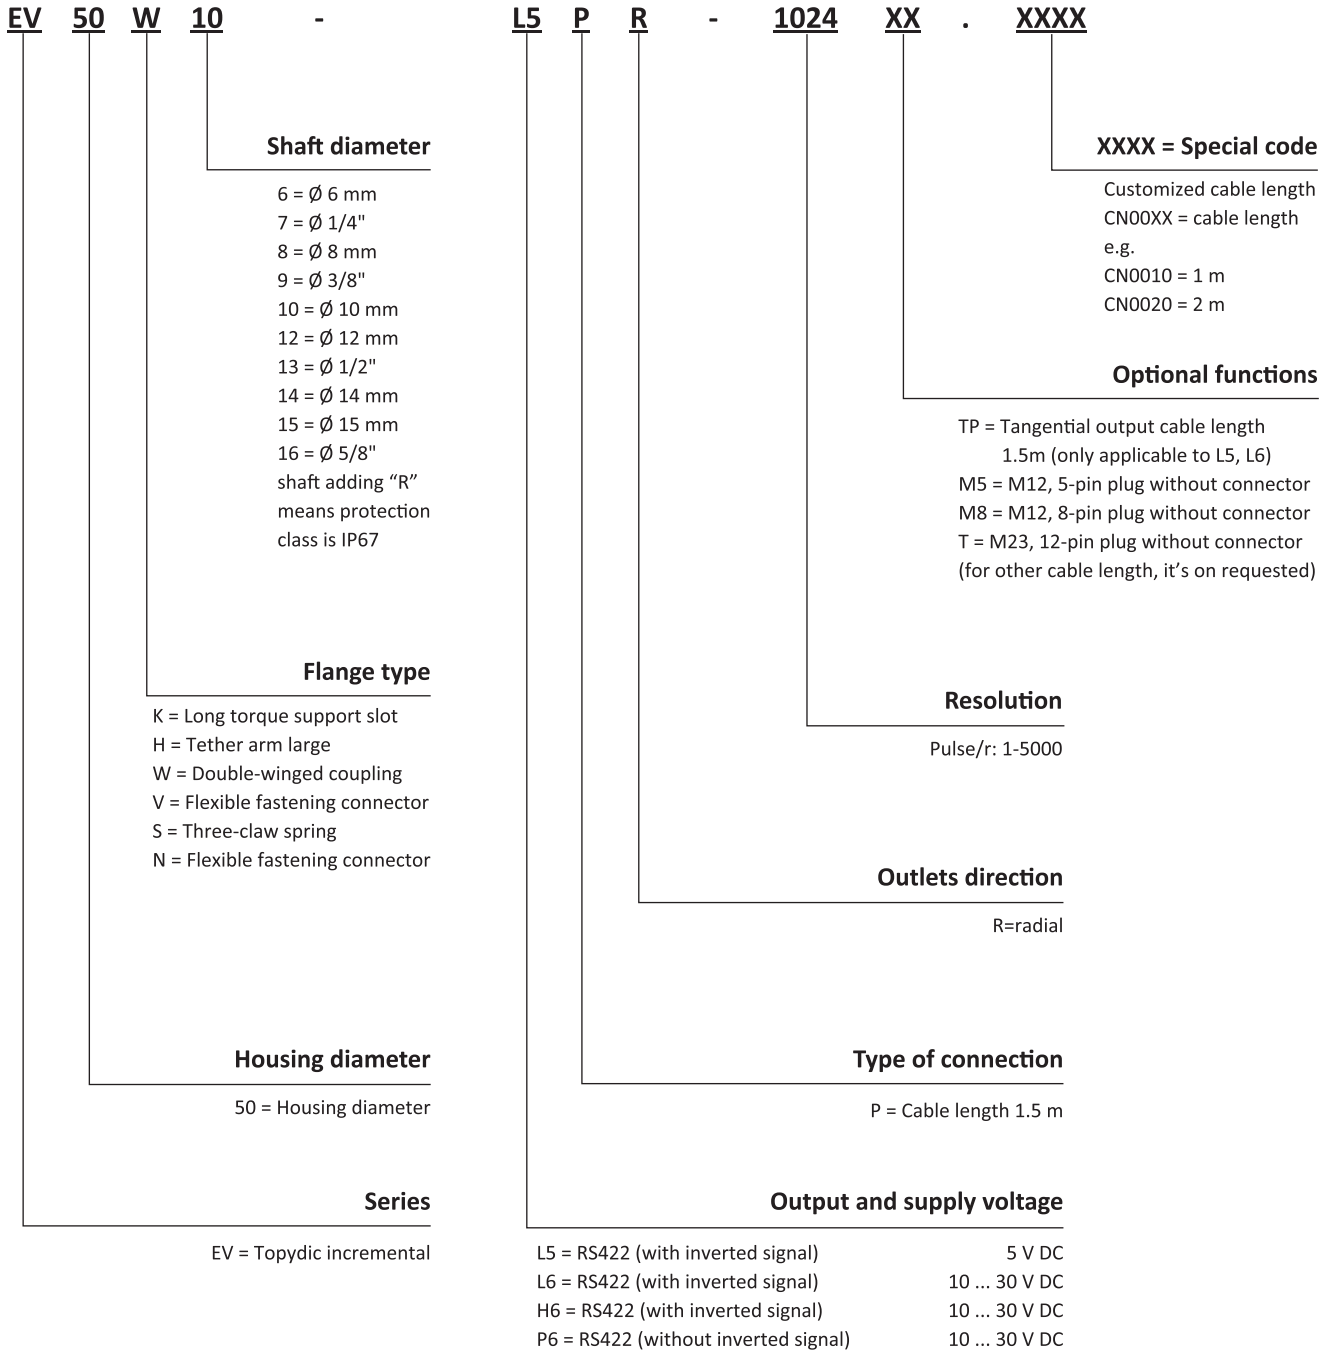 EV 50 W 10 - L5 P R - 1024 XX . XXXX
Shaft diameter
6 = Ø 6 mm
7 = Ø 1/4"
8 = Ø 8 mm
9 = Ø 3/8"
10 = Ø 10 mm
12 = Ø 12 mm
13 = Ø 1/2"
14 = Ø 14 mm
15 = Ø 15 mm
16 = Ø 5/8"
shaft adding “R”
means protection
class is IP67
Flange type
K = Long torque support slot
H = Tether arm large
W = Double-winged coupling
V = Flexible fastening connector
S = Three-claw spring
N = Flexible fastening connector
Housing diameter
50 = Housing diameter
Series
EV = Topydic incremental
XXXX = Special code
Customized cable length
CN00XX = cable length
e.g.
CN0010 = 1 m
CN0020 = 2 m
Optional functions
TP = Tangential output cable length
1.5m (only applicable to L5, L6)
M5 = M12, 5-pin plug without connector
M8 = M12, 8-pin plug without connector
T = M23, 12-pin plug without connector
(for other cable length, it’s on requested)
Resolution
Pulse/r: 1-5000
Outlets direction
R=radial
Type of connection
P = Cable length 1.5 m
Output and supply voltage
L5 = RS422 (with inverted signal) 5 V DC
L6 = RS422 (with inverted signal) 10 ... 30 V DC
H6 = RS422 (with inverted signal) 10 ... 30 V DC
P6 = RS422 (without inverted signal) 10 ... 30 V DC